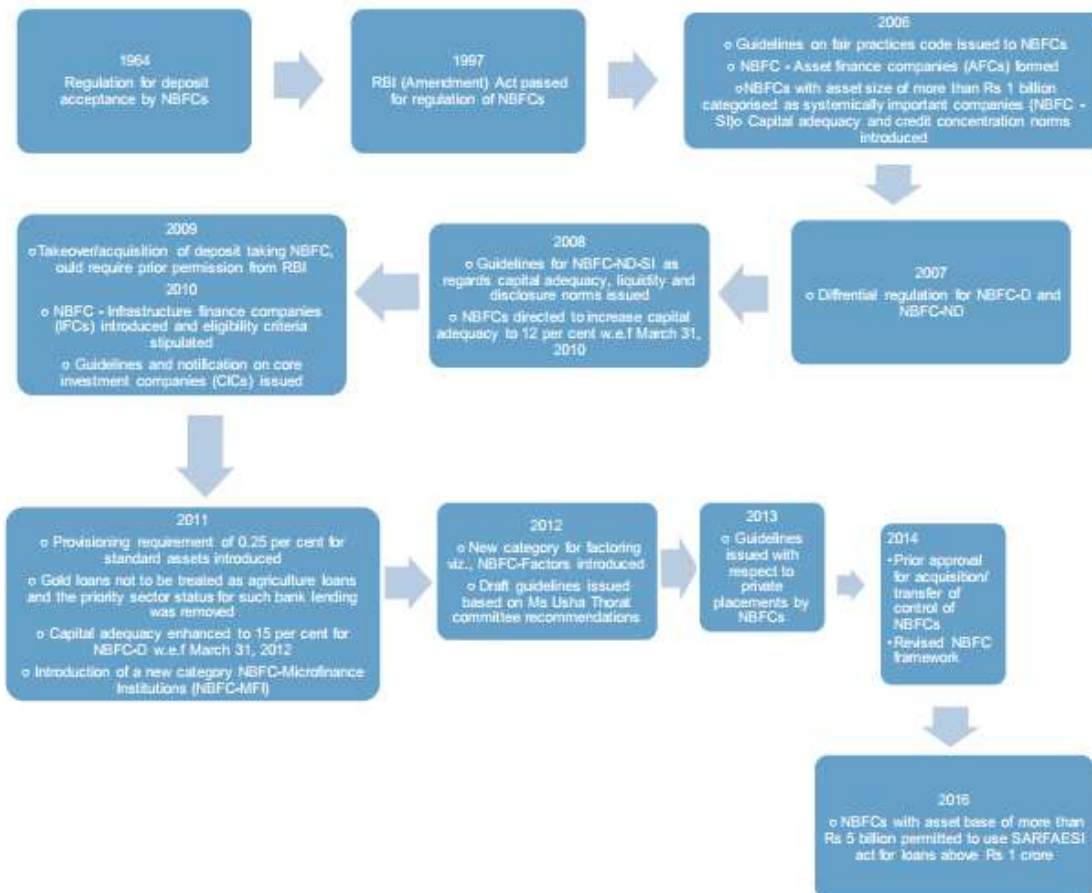 1964
Regulation for deposit
acceptance by NBFCs
1997
RBI (Amendment) Act passed
for regulation of NBFCs
2006
o Guidelines on fair practices code issued to NBFCs
o NBFC - Asset finance companies (AFCs) formed
oNBFCs with asset size of more than Rs 1 billion
categorised as systemically important companies {NBFC -
SI}o Capital adequacy and credit concentration norms
introduced
2007
o Diffrential regulation for NBFC-D and
NBFC-ND
2008
o Guidelines for NBFC-ND-SI as
regards capital adequacy, liquidity and
disclosure norms issued
o NBFCs directed to increase capital
adequacy to 12 per cent w.e.f March 31,
2010
2009
oTakeover/acquisition of deposit taking NBFC,
ould require prior permission from RBI
2010
o NBFC - Infrastructure finance companies
(IFCs) introduced and eligibility criteria
stipulated
o Guidelines and notification on core
investment companies (CICs) issued
2011
o Provisioning requirement of 0.25 per cent for
standard assets introduced
o Gold loans not to be treated as agriculture loans
and the priority sector status for such bank lending
was removed
o Capital adequacy enhanced to 15 per cent for
NBFC-D w.e.f March 31, 2012
o Introduction of a new category NBFC-Microfinance
Institutions (NBFC-MFI)
2012
o New category for factoring
viz., NBFC-Factors introduced
o Draft guidelines issued
based on Ms Usha Thorat
committee recommendations
2013
o Guidelines
issued with
respect to
private
placements by
NBFCs
2014
• Prior approval
for acquisition/
transfer of
control of
NBFCs
• Revised NBFC
framework
2016
o NBFCs with asset base of more than
Rs 5 billion permitted to use SARFAESI
act for loans above Rs 1 crore